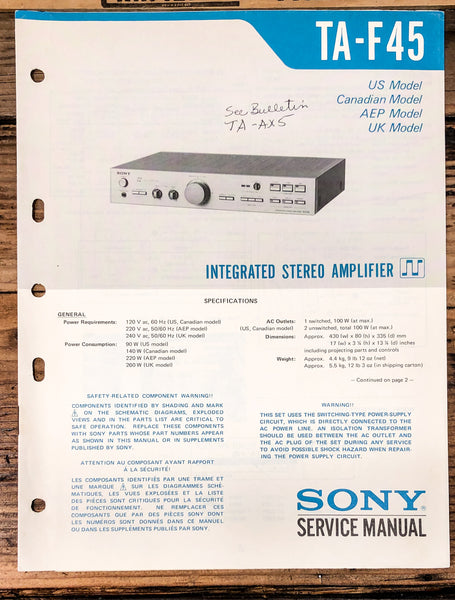 TA-F45
US Model
Canadian Model
AEP Model
UK Model
See Bulletin
TA-AX5
SONY
INTEGRATED STEREO AMPLIFIER
SPECIFICATIONS
GENERAL
Power Requirements: 120 V ac, 60 Hz (US, Canadian model)
220 V ac, 50/60 Hz (AEP model)
240 V ac, 50/60 Hz (UK model)
Power Consumption: 90 W (US model)
140 W (Canadian model)
220 W (AEP model)
260 W (UK model)
AC Outlets: 1 switched, 100 W (at max.)
(US, Canadian model) 2 unswitched, total 100 W (at max.)
Dimensions: Approx. 430 (w) x 80 (h) x 335 (d) mm
17 (w) x 3 ¼ (h) x 13 ¼ (d) inches
including projecting parts and controls
Weight: Approx. 4.4 kg, 9 lb 12 oz (net)
Approx. 5.5 kg, 12 lb 3 oz (in shipping carton)
– Continued on page 2 –
SAFETY-RELATED COMPONENT WARNING!!
COMPONENTS IDENTIFIED BY SHADING AND MARK
⚠ ON THE SCHEMATIC DIAGRAMS, EXPLODED
VIEWS AND IN THE PARTS LIST ARE CRITICAL TO
SAFE OPERATION. REPLACE THESE COMPONENTS
WITH SONY PARTS WHOSE PART NUMBERS APPEAR
AS SHOWN IN THIS MANUAL OR IN SUPPLEMENTS
PUBLISHED BY SONY.
ATTENTION AU COMPOSANT AYANT RAPPORT
À LA SÉCURITÉ!
LES COMPOSANTS IDENTIFÉS PAR UNE TRAME ET
UNE MARQUE ⚠ SUR LES DIAGRAMMES SCHÉ-
MATIQUES, LES VUES EXPLOSÉES ET LA LISTE
DES PIÈCES SONT CRITIQUES POUR LA SÉCURITÉ
DE FONCTIONNEMENT. NE REMPLACER CES
COMPOSANTS QUE PAR DES PIÈCES SONY DONT
LES NUMÉROS SONT DONNÉS DANS CE MANUEL OU
DANS LES SUPPLÉMENTS PUBLIÉS PAR SONY.
WARNING!!
THIS SET USES THE SWITCHING TYPE POWER-SUPPLY
CIRCUIT, WHICH IS DIRECTLY CONNECTED TO THE
AC POWER LINE. AN ISOLATION TRANSFORMER
SHOULD BE USED BETWEEN THE AC OUTLET AND
THE AC PLUG OF THE SET DURING ANY SERVICE
TO AVOID POSSIBLE SHOCK HAZARD WHEN REPAIR-
ING THE POWER SUPPLY CIRCUIT.
SONY
SERVICE MANUAL